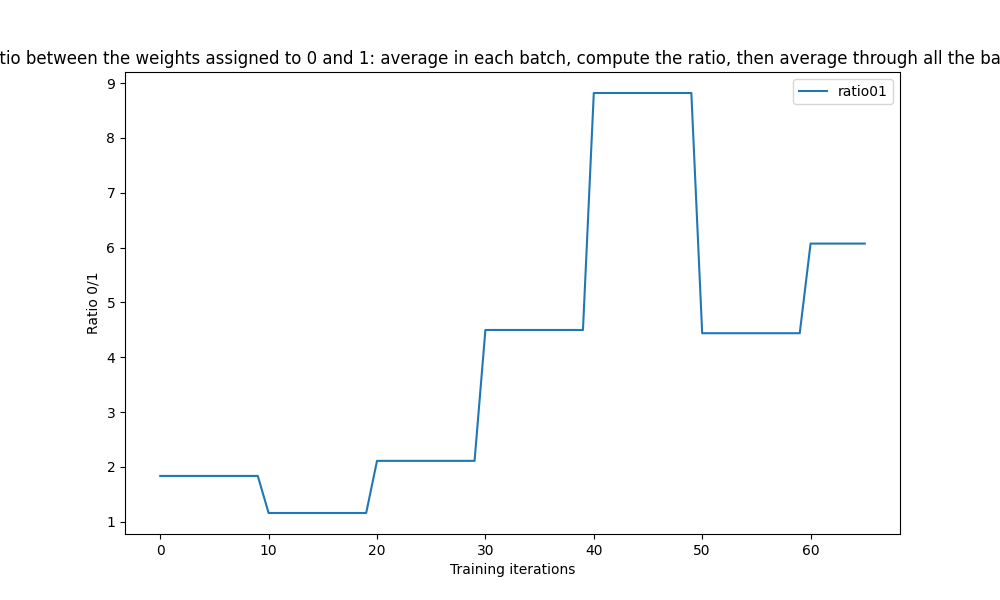 tio between the weights assigned to 0 and 1: average in each batch, compute the ratio, then average through all the ba
ratio01
9
8
7
6
5
4
3
2
1
Ratio 0/1
0 10 20 30 40 50 60
Training iterations